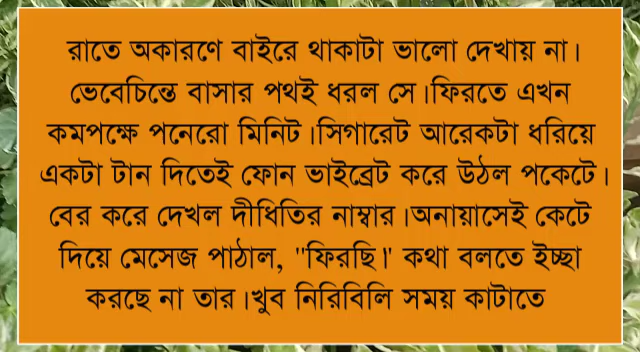 রাতে অকারণে বাইরে থাকাটা ভালো দেখায় না।
ভেবেচিন্তে বাসার পথই ধরল সে।ফিরতে এখন
কমপক্ষে পনেরো মিনিট।সিগারেট আরেকটা ধরিয়ে
একটা টান দিতেই ফোন ভাইব্রেট করে উঠল পকেটে।
বের করে দেখল দীধিতির নাম্বার।অনায়াসেই কেটে
দিয়ে মেসেজ পাঠাল, "ফিরছি।' কথা বলতে ইচ্ছা
করছে না তার।খুব নিরিবিলি সময় কাটাতে